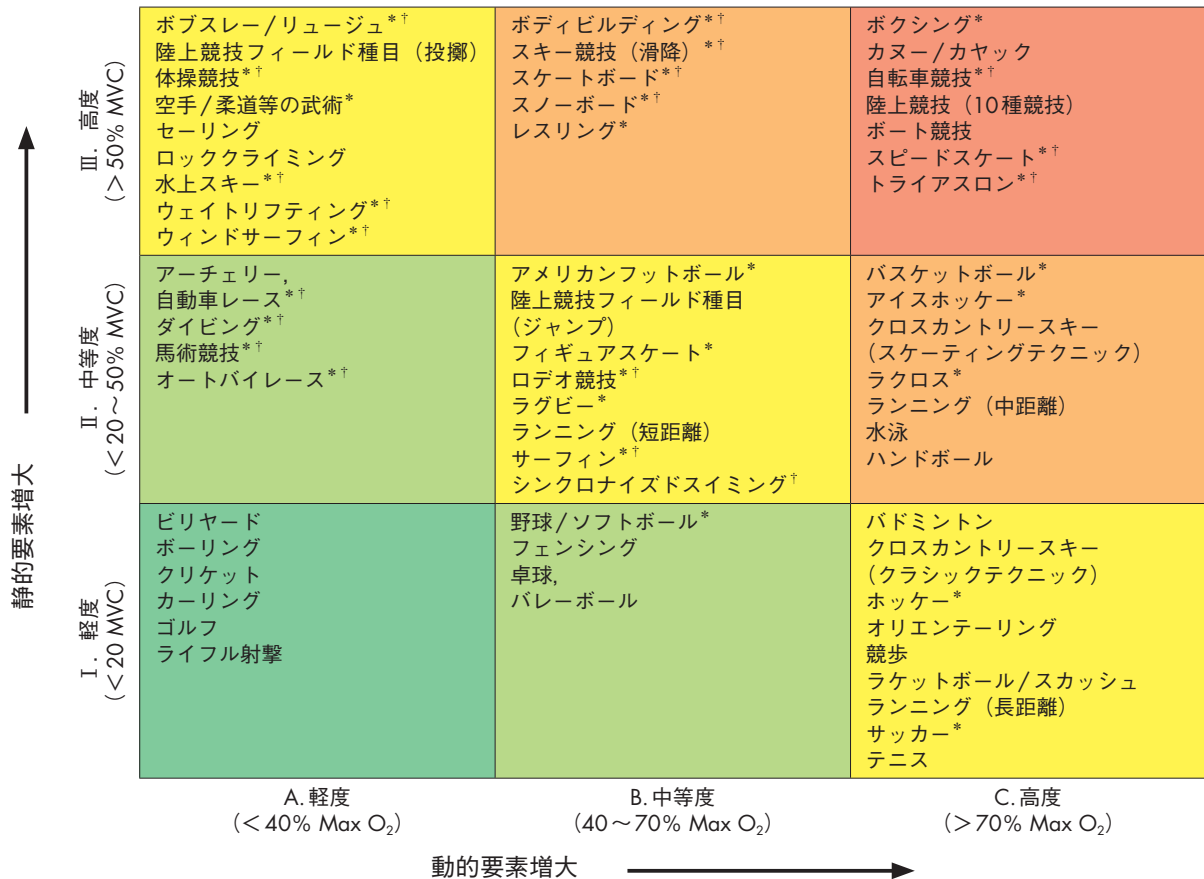 静的要素増大
Ⅲ. 高度
(>50% MVC)
ボブスレー/リュージュ*†
陸上競技フィールド種目（投擲）
体操競技*†
空手/柔道等の武術*
セーリング
ロッククライミング
水上スキー*†
ウェイトリフティング*†
ウィンドサーフィン*†
ボディビルディング*†
スキー競技（滑降）*†
スケートボード*†
スノーボード*†
レスリング*
ボクシング*
カヌー/カヤック
自転車競技*†
陸上競技（10種競技）
ボート競技
スピードスケート*†
トライアスロン*†
Ⅱ. 中等度
(<20～50% MVC)
アーチェリー,
自動車レース*†
ダイビング*†
馬術競技*†
オートバイレース*†
アメリカンフットボール*
陸上競技フィールド種目
（ジャンプ）
フィギュアスケート*
ロデオ競技*†
ラグビー*
ランニング（短距離）
サーフィン*†
シンクロナイズドスイミング†
バスケットボール*
アイスホッケー*
クロスカントリースキー
（スケーティングテクニック）
ラクロス*
ランニング（中距離）
水泳
ハンドボール
Ⅰ. 軽度
(<20 MVC)
ビリヤード
ボーリング
クリケット
カーリング
ゴルフ
ライフル射撃
野球/ソフトボール*
フェンシング
卓球,
バレーボール
バドミントン
クロスカントリースキー
（クラシックテクニック）
ホッケー*
オリエンテーリング
競歩
ラケットボール/スカッシュ
ランニング（長距離）
サッカー*
テニス
A. 軽度
(<40% Max O₂)
B. 中等度
(40～70% Max O₂)
C. 高度
(>70% Max O₂)
動的要素増大